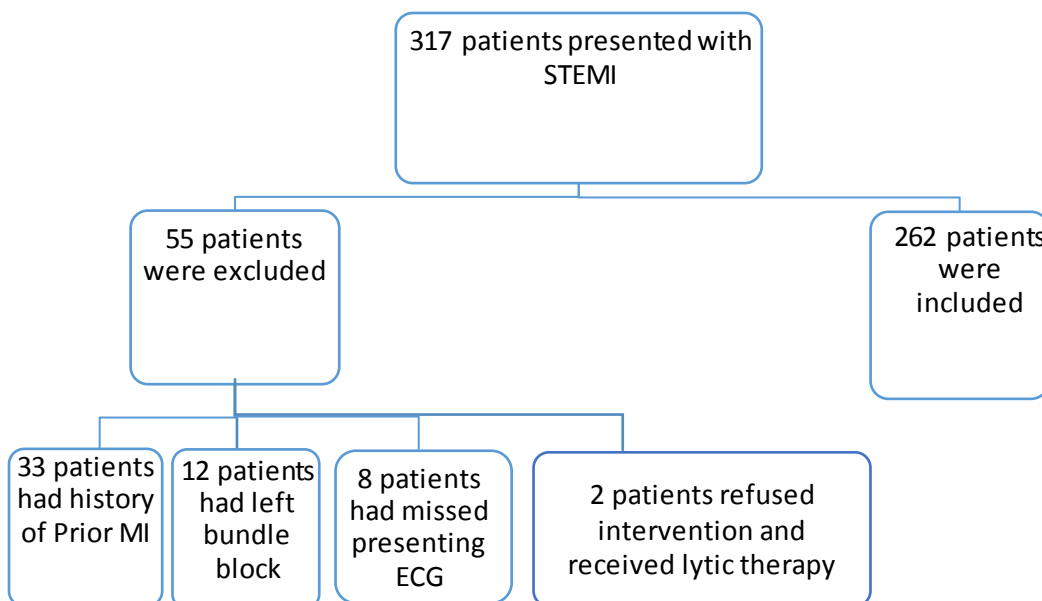 317 patients presented with
STEMI
55 patients
were excluded
262 patients
were
included
33 patients
had history
of Prior MI
12 patients
had left
bundle
block
8 patients
had missed
presenting
ECG
2 patients refused
intervention and
received lytic therapy